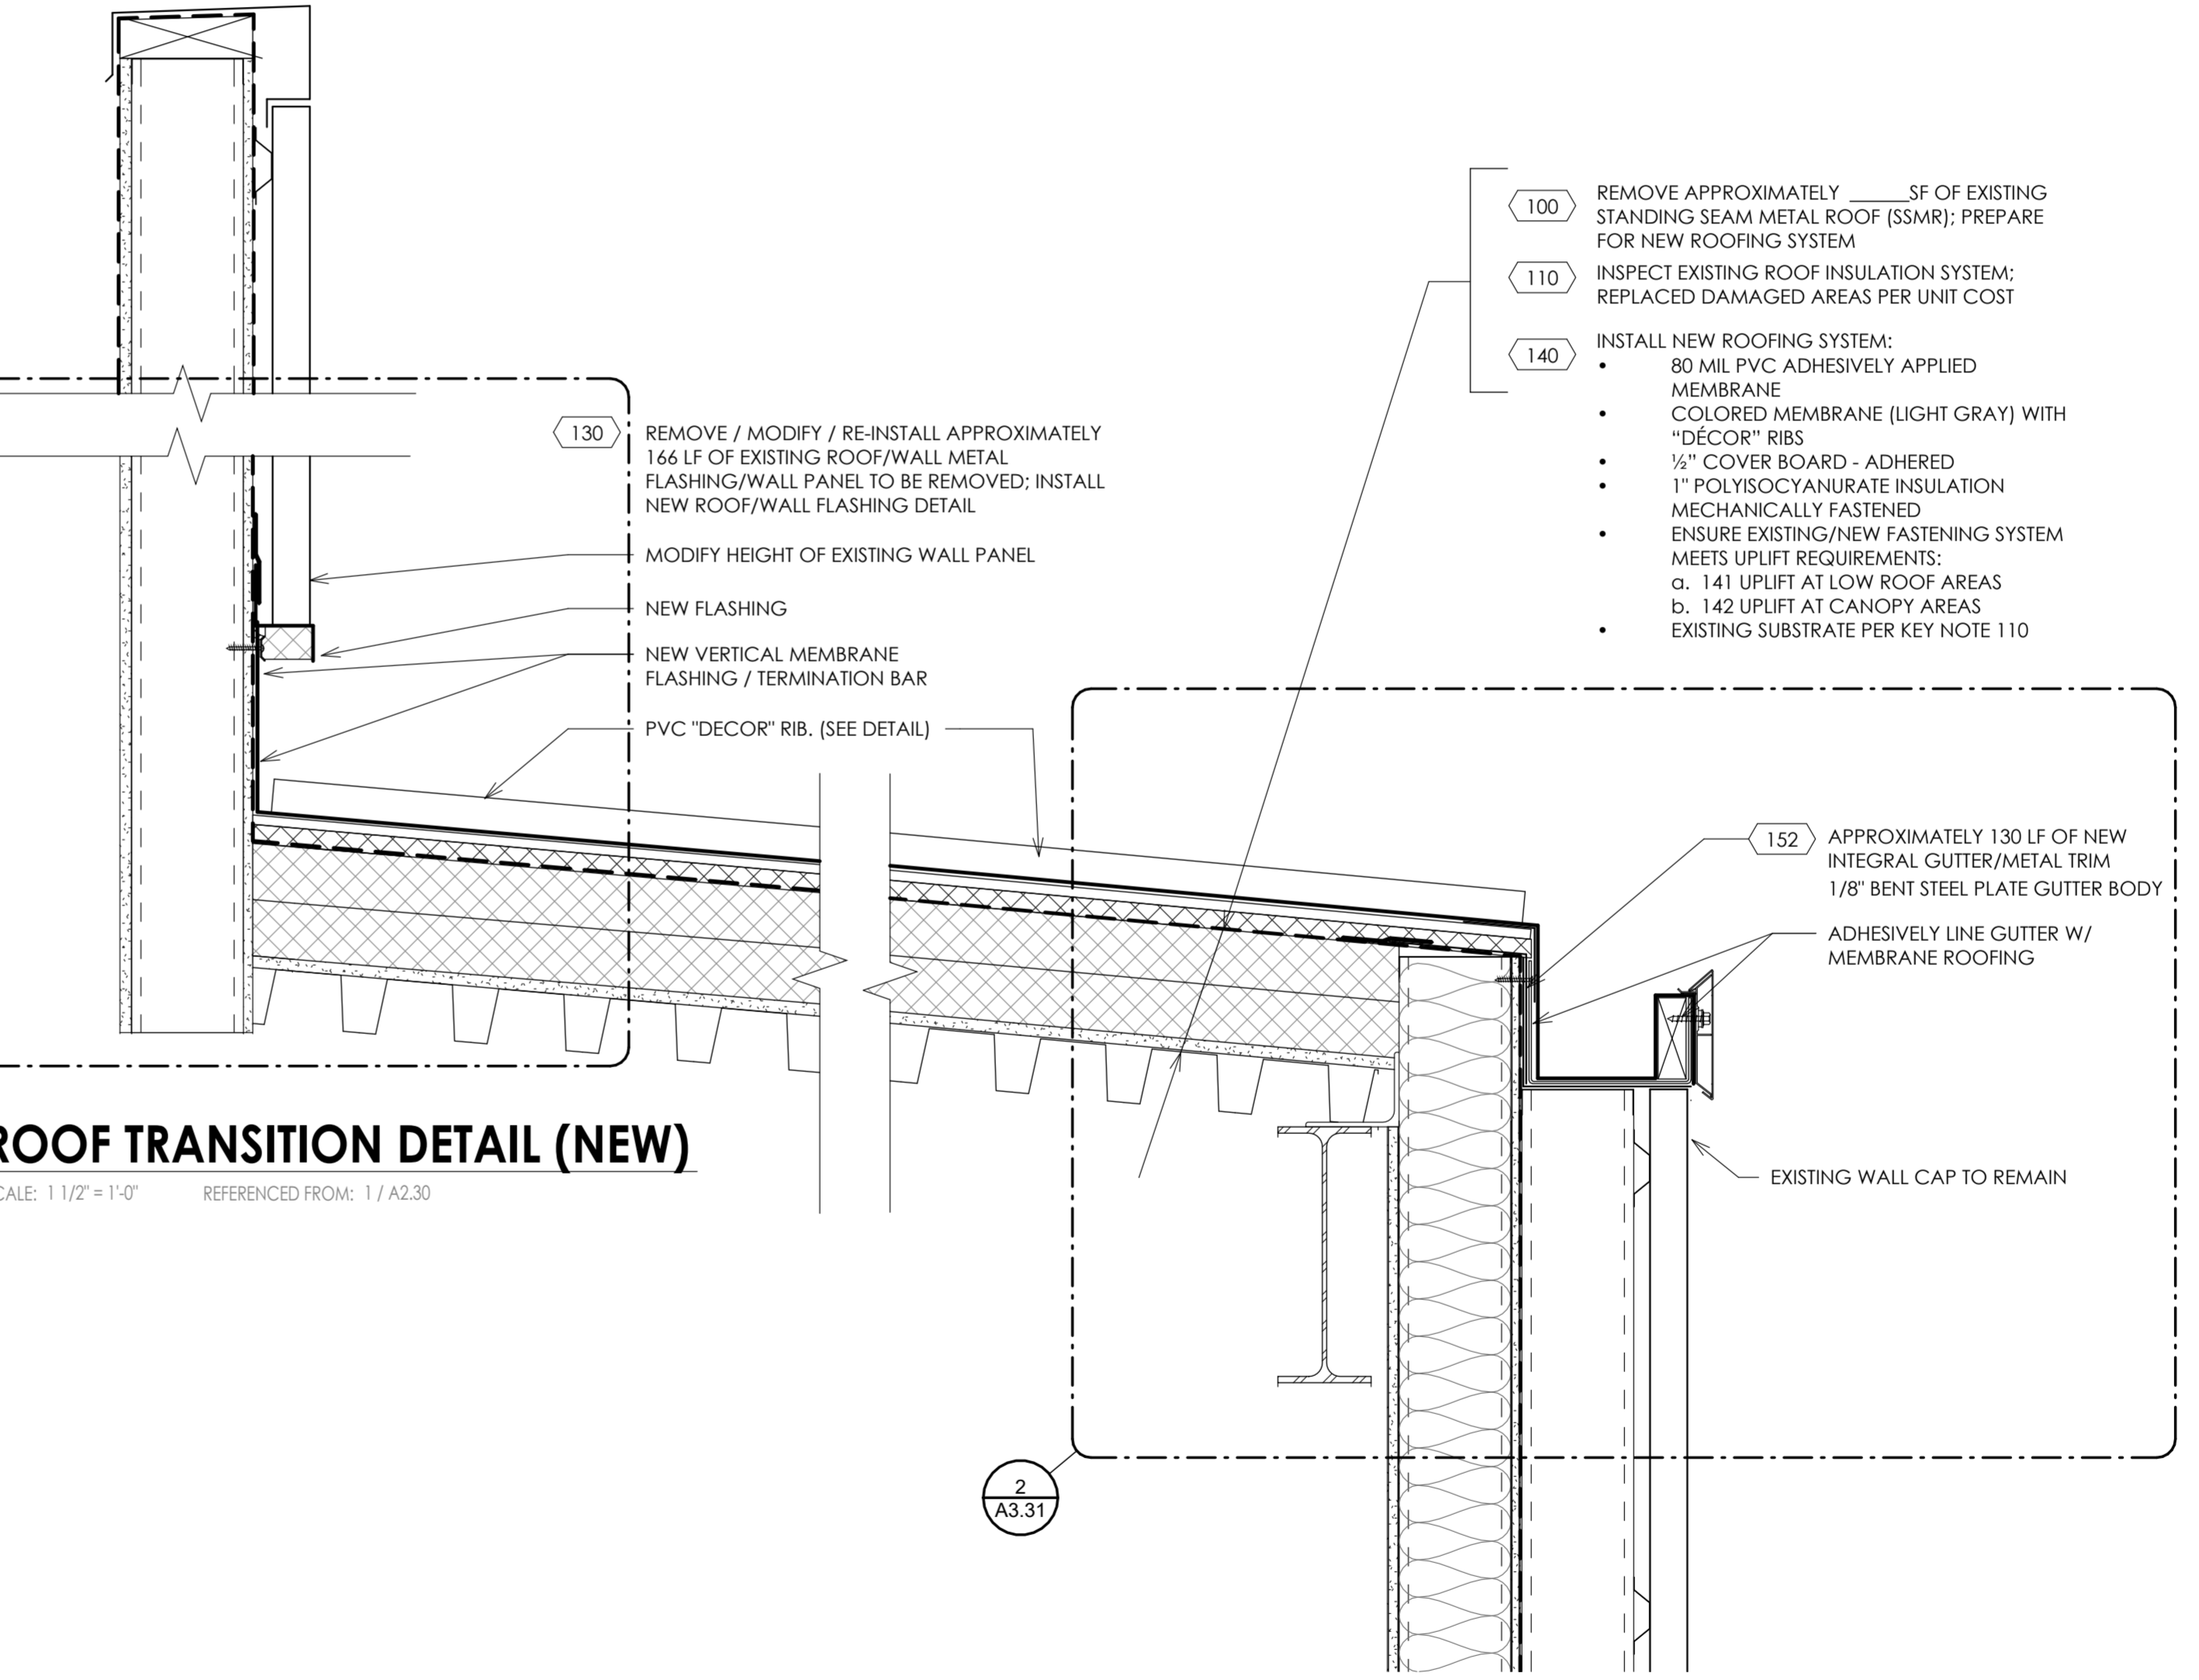 100
REMOVE APPROXIMATELY ______SF OF EXISTING
STANDING SEAM METAL ROOF (SSMR); PREPARE
FOR NEW ROOFING SYSTEM
110
INSPECT EXISTING ROOF INSULATION SYSTEM;
REPLACED DAMAGED AREAS PER UNIT COST
140
INSTALL NEW ROOFING SYSTEM:
• 80 MIL PVC ADHESIVELY APPLIED
MEMBRANE
• COLORED MEMBRANE (LIGHT GRAY) WITH
“DÉCOR” RIBS
• ½” COVER BOARD - ADHERED
• 1" POLYISOCYANURATE INSULATION
MECHANICALLY FASTENED
• ENSURE EXISTING/NEW FASTENING SYSTEM
MEETS UPLIFT REQUIREMENTS:
a. 141 UPLIFT AT LOW ROOF AREAS
b. 142 UPLIFT AT CANOPY AREAS
• EXISTING SUBSTRATE PER KEY NOTE 110
130
REMOVE / MODIFY / RE-INSTALL APPROXIMATELY
166 LF OF EXISTING ROOF/WALL METAL
FLASHING/WALL PANEL TO BE REMOVED; INSTALL
NEW ROOF/WALL FLASHING DETAIL
MODIFY HEIGHT OF EXISTING WALL PANEL
NEW FLASHING
NEW VERTICAL MEMBRANE
FLASHING / TERMINATION BAR
PVC "DECOR" RIB. (SEE DETAIL)
152
APPROXIMATELY 130 LF OF NEW
INTEGRAL GUTTER/METAL TRIM
1/8" BENT STEEL PLATE GUTTER BODY
ADHESIVELY LINE GUTTER W/
MEMBRANE ROOFING
EXISTING WALL CAP TO REMAIN
ROOF TRANSITION DETAIL (NEW)
CALE: 1 1/2" = 1'-0" REFERENCED FROM: 1 / A2.30
2
A3.31